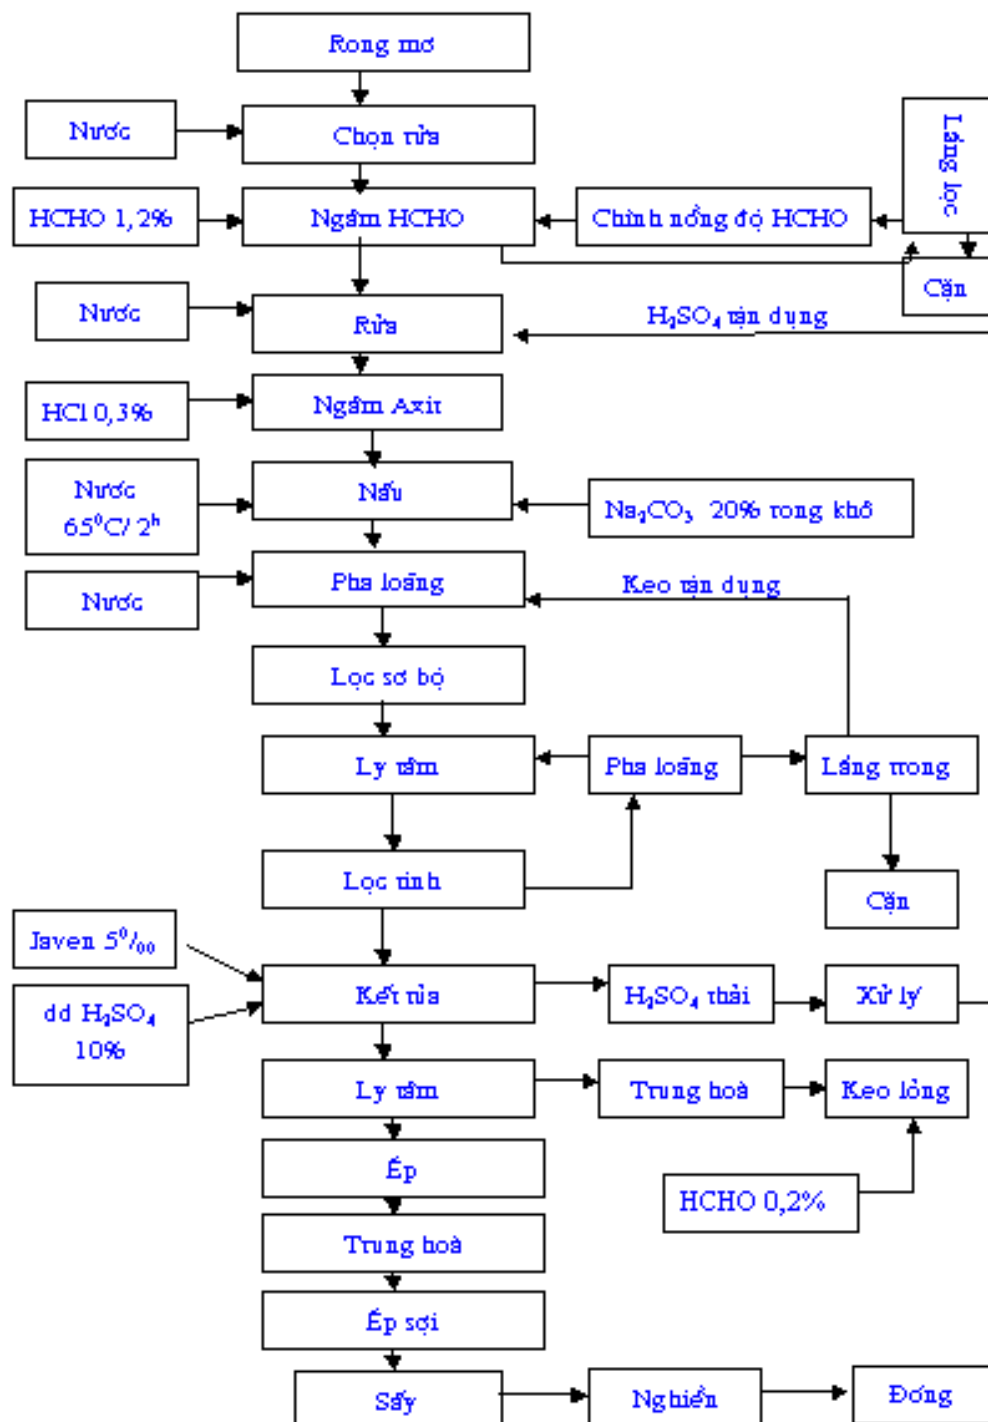 Rong mơ
Nước
Chọn rửa
Lắng lọc
HCHO 1,2%
Ngâm HCHO
Chỉnh nồng độ HCHO
Cặn
Nước
Rửa
H₂SO₄ tận dụng
HCl 0,3%
Ngâm Axit
Nước
65⁰C/ 2ʰ
Nấu
Na₂CO₃ 20% rong khô
Nước
Pha loãng
Keo tận dụng
Lọc sơ bộ
Ly tâm
Pha loãng
Lắng trong
Lọc tinh
Cặn
Javen 5⁰/₀₀
dd H₂SO₄
10%
Kết tủa
H₂SO₄ thải
Xử lý
Ly tâm
Trung hoà
Keo lỏng
Ép
HCHO 0,2%
Trung hoà
Ép sợi
Sấy
Nghiền
Đóng